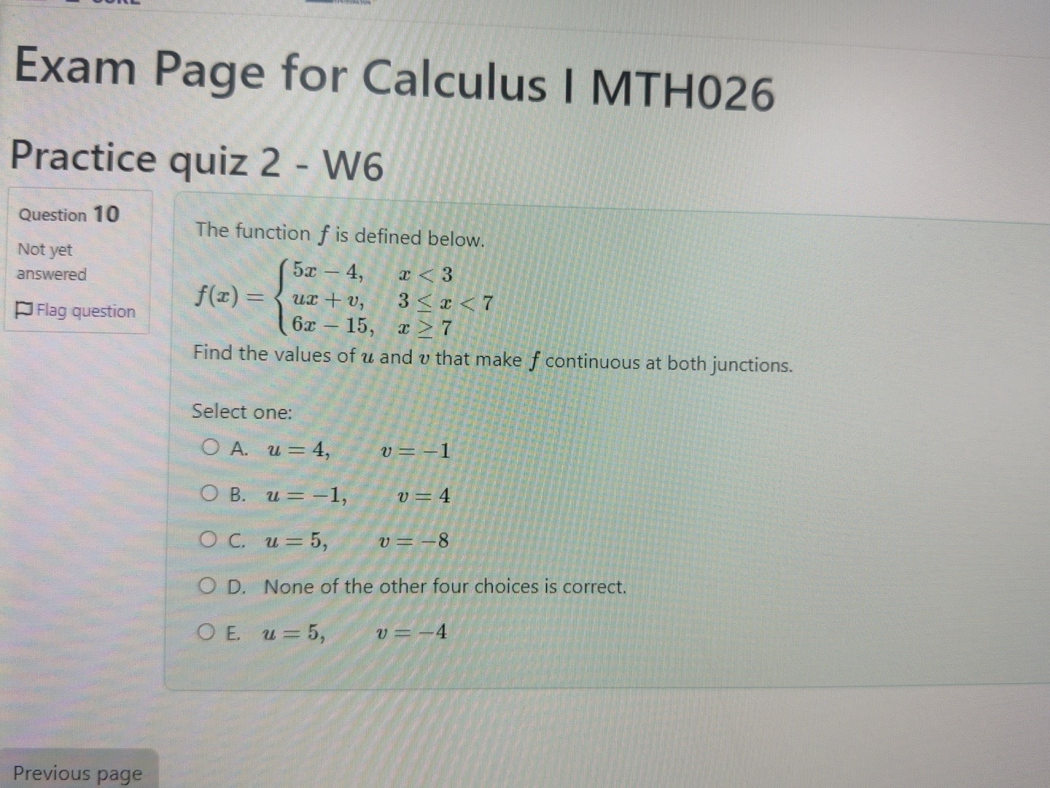 Exam Page for Calculus I MTH026
Practice quiz 2 - W6
Question 10
Not yet
answered
Flag question
The function f is defined below.
f(x) = { 5x − 4, x < 3
ux + v, 3 ≤ x < 7
6x − 15, x ≥ 7
Find the values of u and v that make f continuous at both junctions.
Select one:
A. u = 4, v = −1
B. u = −1, v = 4
C. u = 5, v = −8
D. None of the other four choices is correct.
E. u = 5, v = −4
Previous page